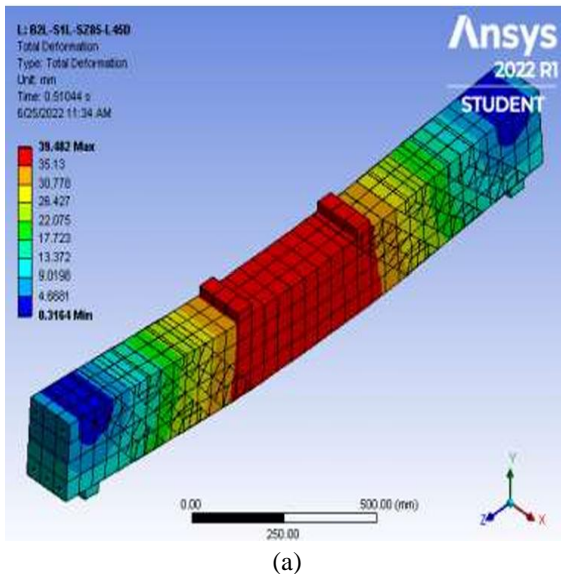 L: B2L-S1L-SZ85-L45D
Total Deformation
Type: Total Deformation
Unit: mm
Time: 0.51044 s
6/25/2022 11:34 AM
39.482 Max
35.13
30.778
26.427
22.075
17.723
13.372
9.0198
4.6681
0.3164 Min
Ansys
2022 R1
STUDENT
0.00
500.00 (mm)
250.00
Y
Z
X
(a)